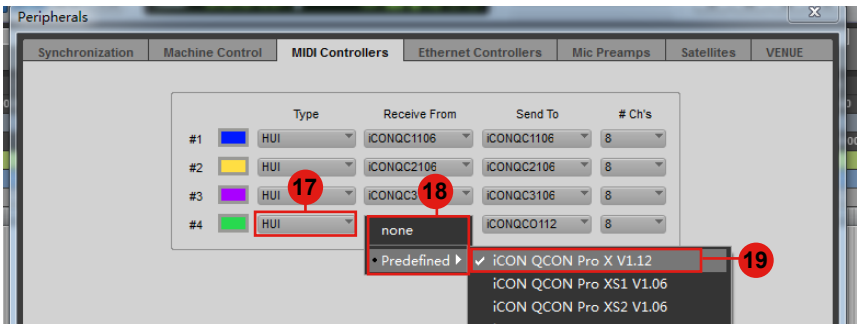 Peripherals
Synchronization Machine Control MIDI Controllers Ethernet Controllers Mic Preamps Satellites VENUE
Type Receive From Send To # Ch's
#1 HUI iCONQC1106 iCONQC1106 8
#2 HUI iCONQC2106 iCONQC2106 8
#3 HUI iCONQC3 iCONQC3106 8
17 18
#4 HUI iCONQCO112 8
none
Predefined ✓ iCON QCON Pro X V1.12 19
iCON QCON Pro XS1 V1.06
iCON QCON Pro XS2 V1.06